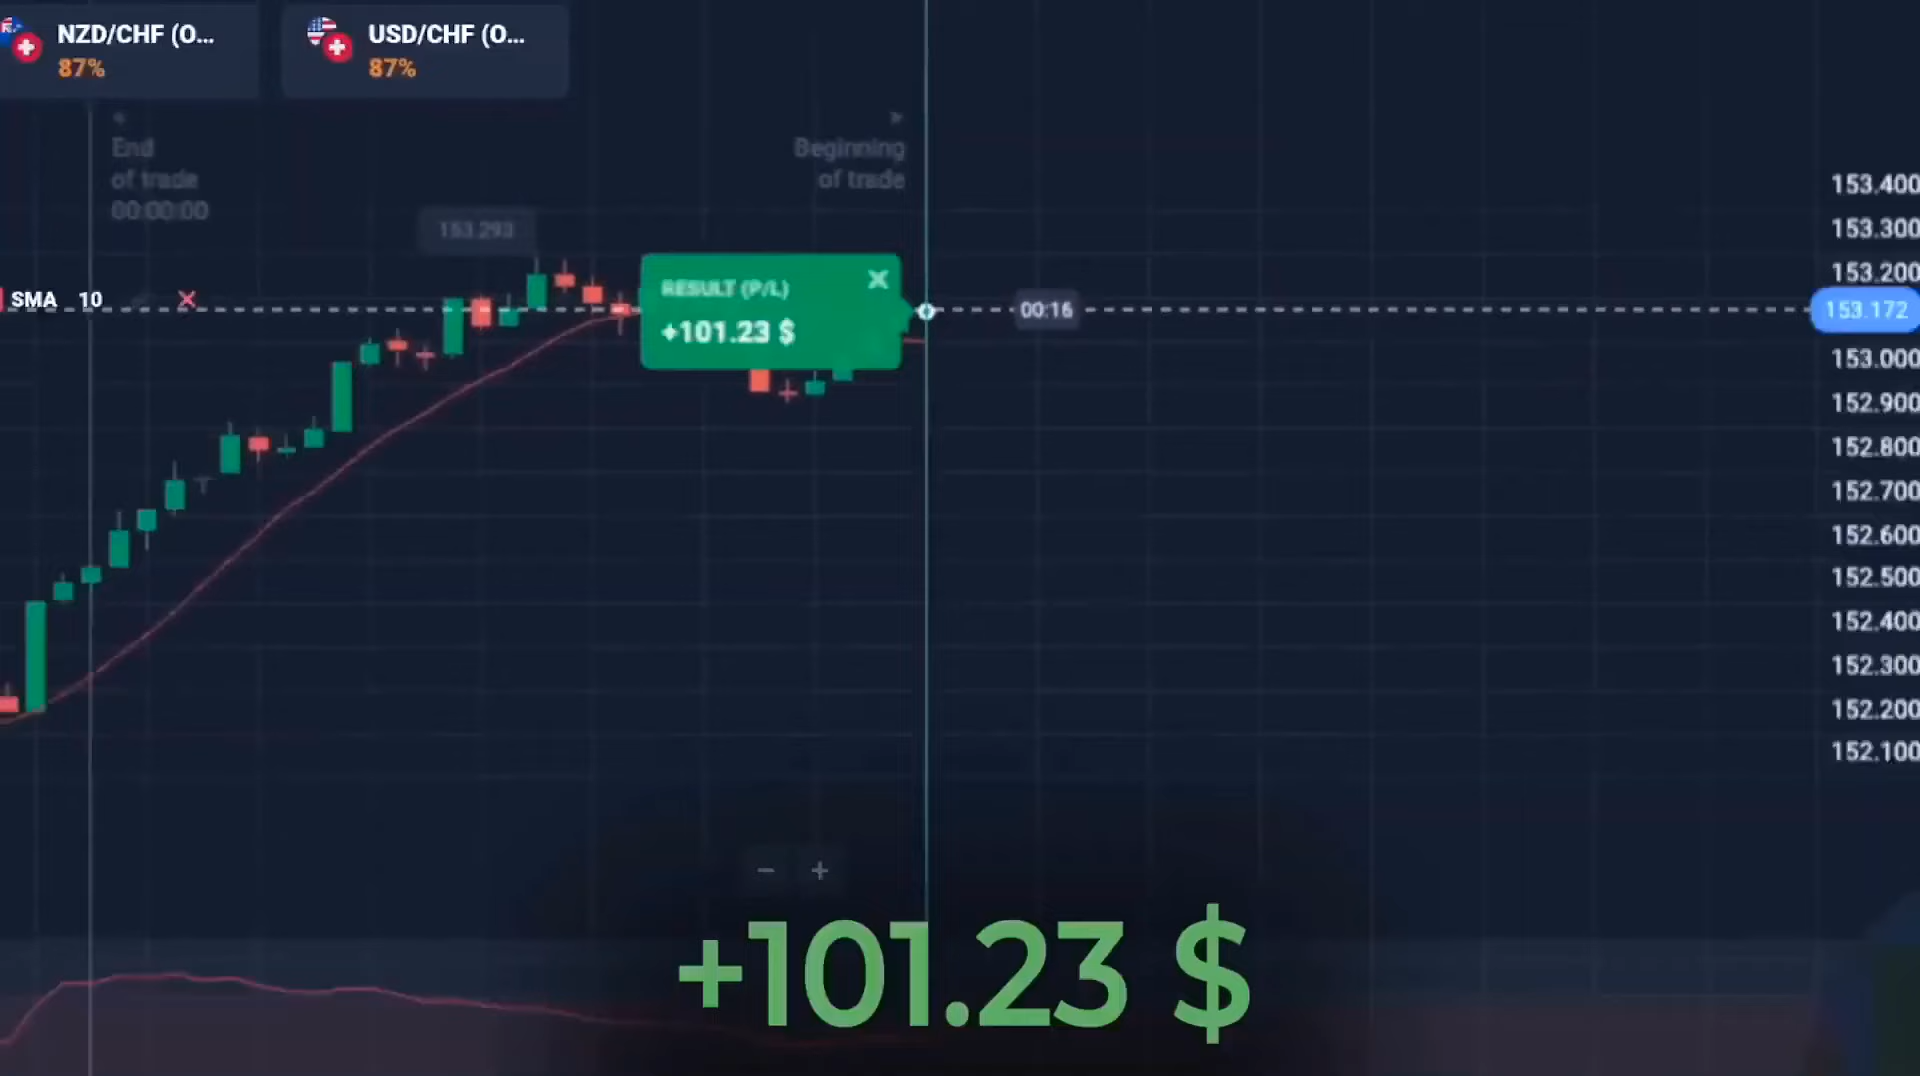 NZD/CHF (O...
87%
USD/CHF (O...
87%
End
of trade
00:00:00
Beginning
of trade
153.293
SMA 10
RESULT (P/L)
+101.23 $
00:16
153.400
153.300
153.200
153.172
153.000
152.900
152.800
152.700
152.600
152.500
152.400
152.300
152.200
152.100
+101.23 $